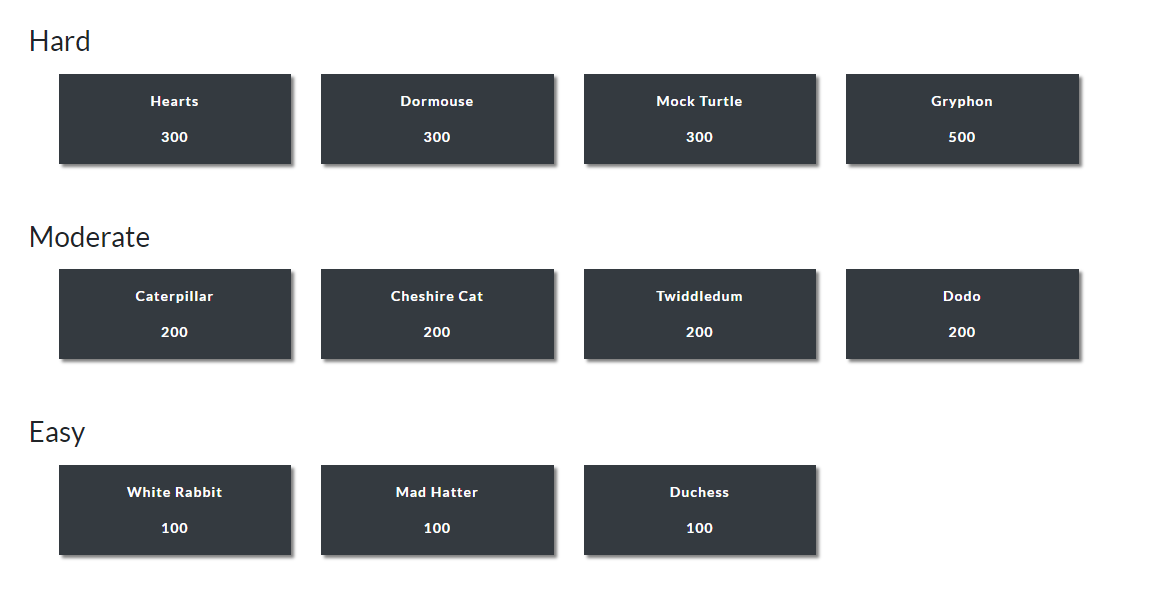 Hard
Hearts
Dormouse
Mock Turtle
Gryphon
300
300
300
500
Moderate
Caterpillar
Cheshire Cat
Twiddledum
Dodo
200
200
200
200
Easy
White Rabbit
Mad Hatter
Duchess
100
100
100